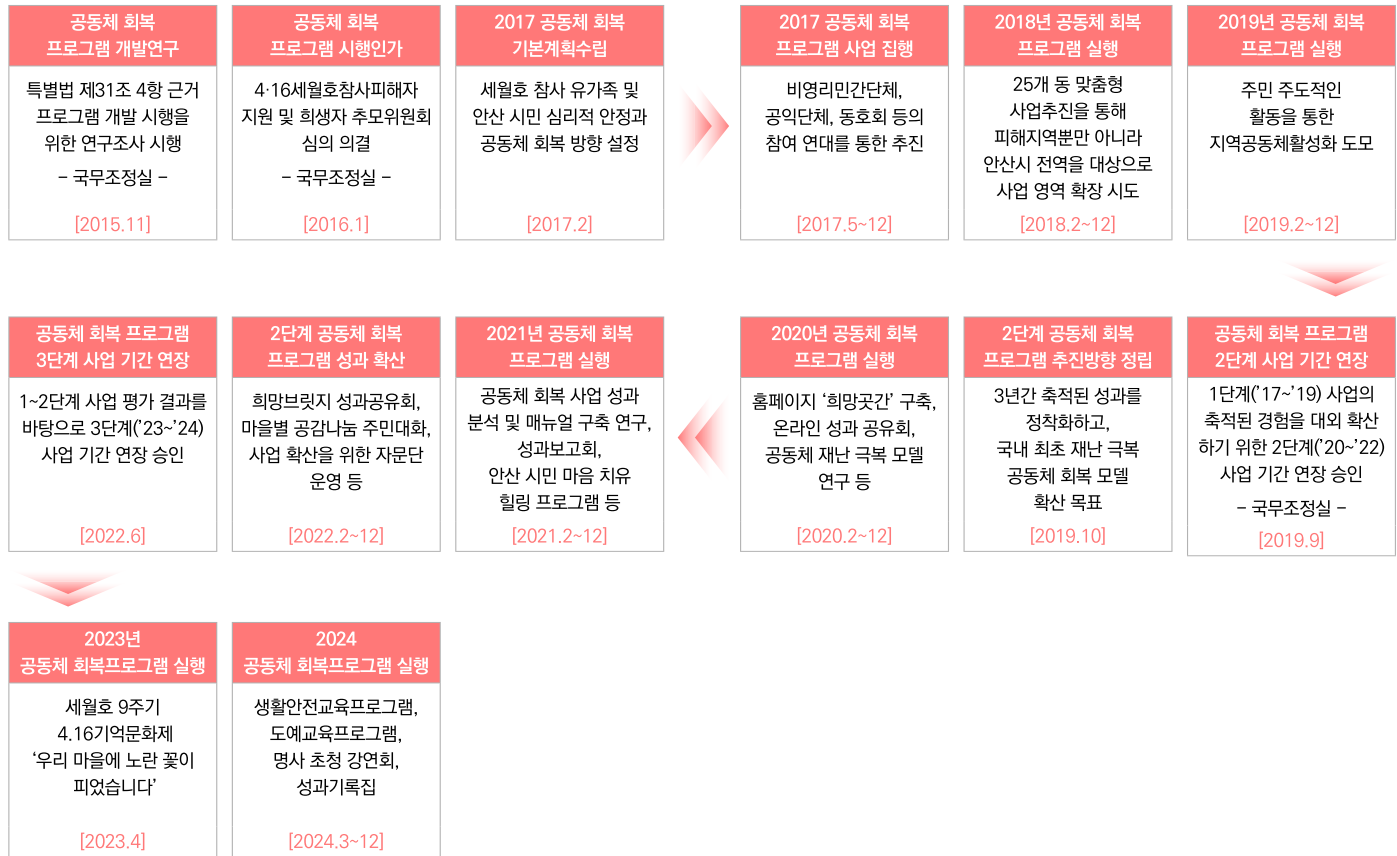 공동체 회복
프로그램 개발연구
특별법 제31조 4항 근거
프로그램 개발 시행을
위한 연구조사 시행
– 국무조정실 –
[2015.11]
공동체 회복
프로그램 시행인가
4·16세월호참사피해자
지원 및 희생자 추모위원회
심의 의결
– 국무조정실 –
[2016.1]
2017 공동체 회복
기본계획수립
세월호 참사 유가족 및
안산 시민 심리적 안정과
공동체 회복 방향 설정
[2017.2]
2017 공동체 회복
프로그램 사업 집행
비영리민간단체,
공익단체, 동호회 등의
참여 연대를 통한 추진
[2017.5~12]
2018년 공동체 회복
프로그램 실행
25개 동 맞춤형
사업추진을 통해
피해지역뿐만 아니라
안산시 전역을 대상으로
사업 영역 확장 시도
[2018.2~12]
2019년 공동체 회복
프로그램 실행
주민 주도적인
활동을 통한
지역공동체활성화 도모
[2019.2~12]
공동체 회복 프로그램
2단계 사업 기간 연장
1단계(’17~’19) 사업의
축적된 경험을 대외 확산
하기 위한 2단계(’20~’22)
사업 기간 연장 승인
– 국무조정실 –
[2019.9]
2단계 공동체 회복
프로그램 추진방향 정립
3년간 축적된 성과를
정착화하고,
국내 최초 재난 극복
공동체 회복 모델
확산 목표
[2019.10]
2020년 공동체 회복
프로그램 실행
홈페이지 ‘희망곳간’ 구축,
온라인 성과 공유회,
공동체 재난 극복 모델
연구 등
[2020.2~12]
2021년 공동체 회복
프로그램 실행
공동체 회복 사업 성과
분석 및 매뉴얼 구축 연구,
성과보고회,
안산 시민 마음 치유
힐링 프로그램 등
[2021.2~12]
2단계 공동체 회복
프로그램 성과 확산
희망브릿지 성과공유회,
마을별 공감나눔 주민대화,
사업 확산을 위한 자문단
운영 등
[2022.2~12]
공동체 회복 프로그램
3단계 사업 기간 연장
1~2단계 사업 평가 결과를
바탕으로 3단계(’23~’24)
사업 기간 연장 승인
[2022.6]
2023년
공동체 회복프로그램 실행
세월호 9주기
4.16기억문화제
‘우리 마을에 노란 꽃이
피었습니다’
[2023.4]
2024
공동체 회복프로그램 실행
생활안전교육프로그램,
도예교육프로그램,
명사 초청 강연회,
성과기록집
[2024.3~12]